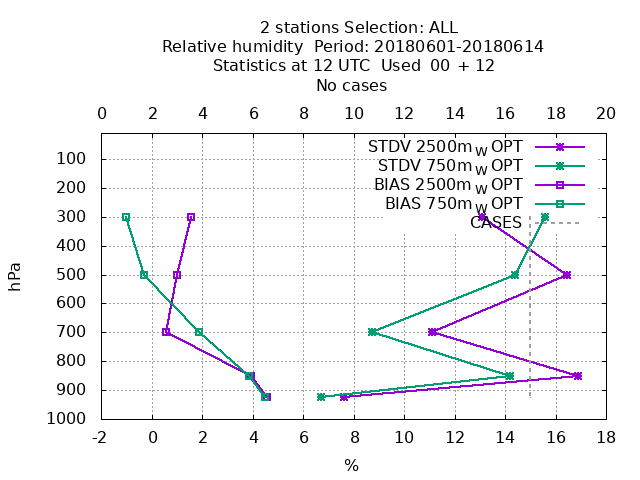 2 stations Selection: ALL
Relative humidity  Period: 20180601-20180614
Statistics at 12 UTC  Used  00 + 12
No cases
0 2 4 6 8 10 12 14 16 18 20
STDV 2500m W OPT
STDV 750m W OPT
BIAS 2500m W OPT
BIAS 750m W OPT
CASES
hPa
100
200
300
400
500
600
700
800
900
1000
-2 0 2 4 6 8 10 12 14 16 18
%